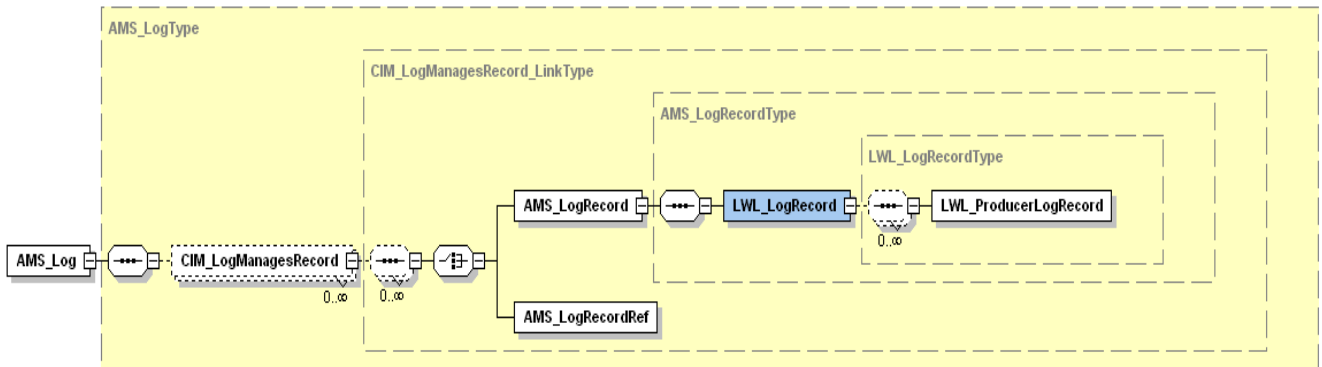 AMS_LogType
CIM_LogManagesRecord_LinkType
AMS_LogRecordType
LWL_LogRecordType
AMS_LogRecord
LWL_LogRecord
LWL_ProducerLogRecord
0..∞
AMS_Log
CIM_LogManagesRecord
0..∞
0..∞
AMS_LogRecordRef